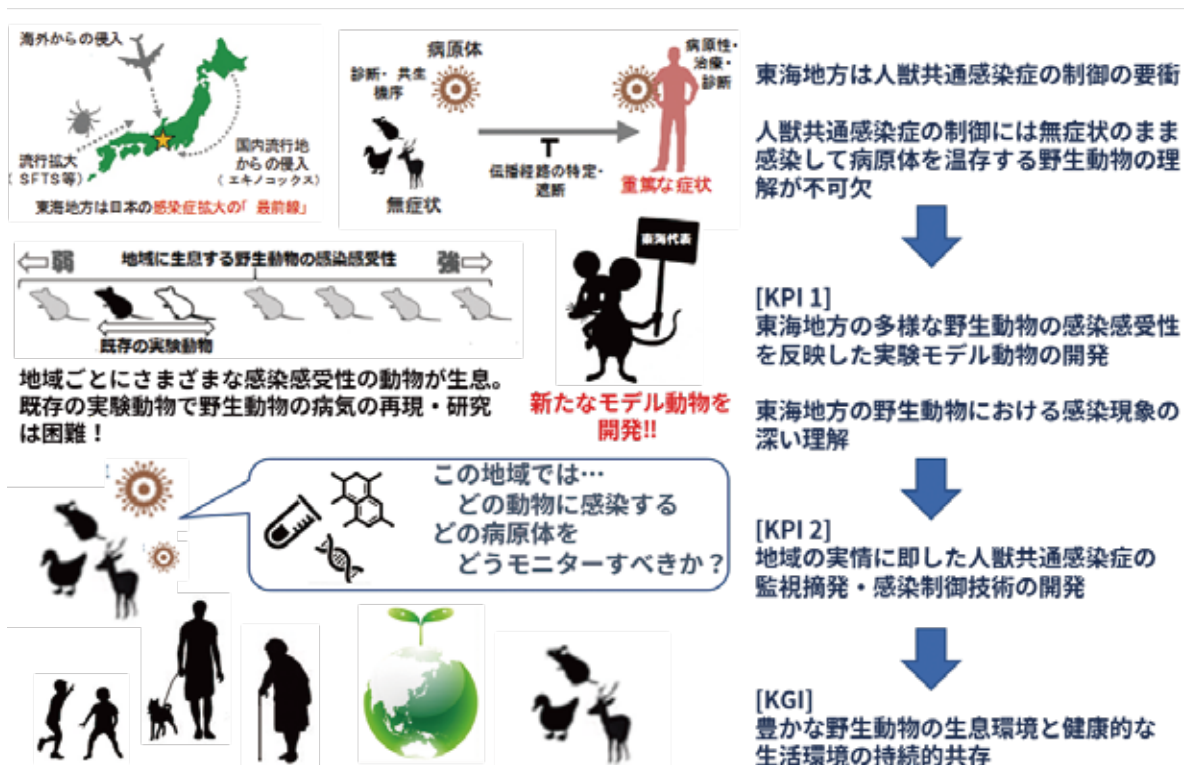 海外からの侵入
流行拡大
（SFTS等）
国内流行地
からの侵入
（エキノコックス）
東海地方は日本の感染症拡大の「最前線」
病原体
診断・共生
機序
無症状
伝播経路の特定・
遮断
病原性・
治療・
診断
重篤な症状
弱
地域に生息する野生動物の感染感受性
強
既存の実験動物
地域ごとにさまざまな感染感受性の動物が生息。
既存の実験動物で野生動物の病気の再現・研究
は困難！
東海代表
新たなモデル動物を
開発!!
この地域では…
どの動物に感染する
どの病原体を
どうモニターすべきか？
東海地方は人獣共通感染症の制御の要衝
人獣共通感染症の制御には無症状のまま
感染して病原体を温存する野生動物の理
解が不可欠
[KPI 1]
東海地方の多様な野生動物の感染感受性
を反映した実験モデル動物の開発
東海地方の野生動物における感染現象の
深い理解
[KPI 2]
地域の実情に即した人獣共通感染症の
監視摘発・感染制御技術の開発
[KGI]
豊かな野生動物の生息環境と健康的な
生活環境の持続的共存